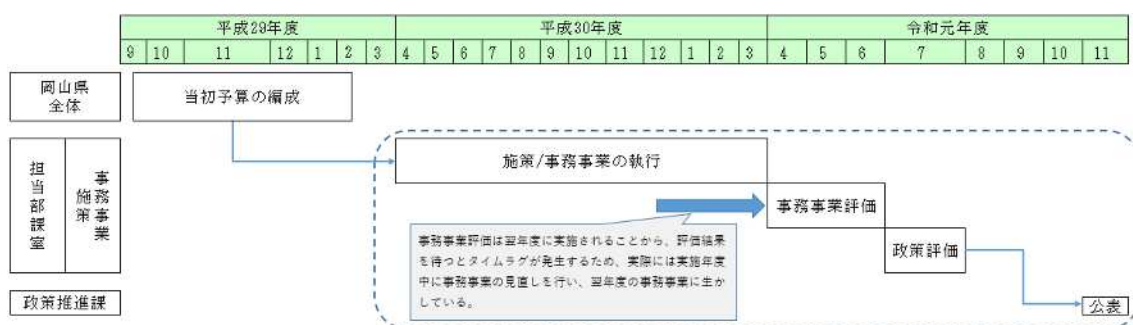 平成29年度 平成30年度 令和元年度
9 10 11 12 1 2 3 4 5 6 7 8 9 10 11 12 1 2 3 4 5 6 7 8 9 10 11
岡山県
全体
当初予算の編成
担当部課室
事務事業
施策
施策/事務事業の執行
事務事業評価
事務事業評価は翌年度に実施されることから、評価結果
を待つとタイムラグが発生するため、実際には実施年度
中に事務事業の見直しを行い、翌年度の事務事業に生か
している。
政策評価
政策推進課
公表